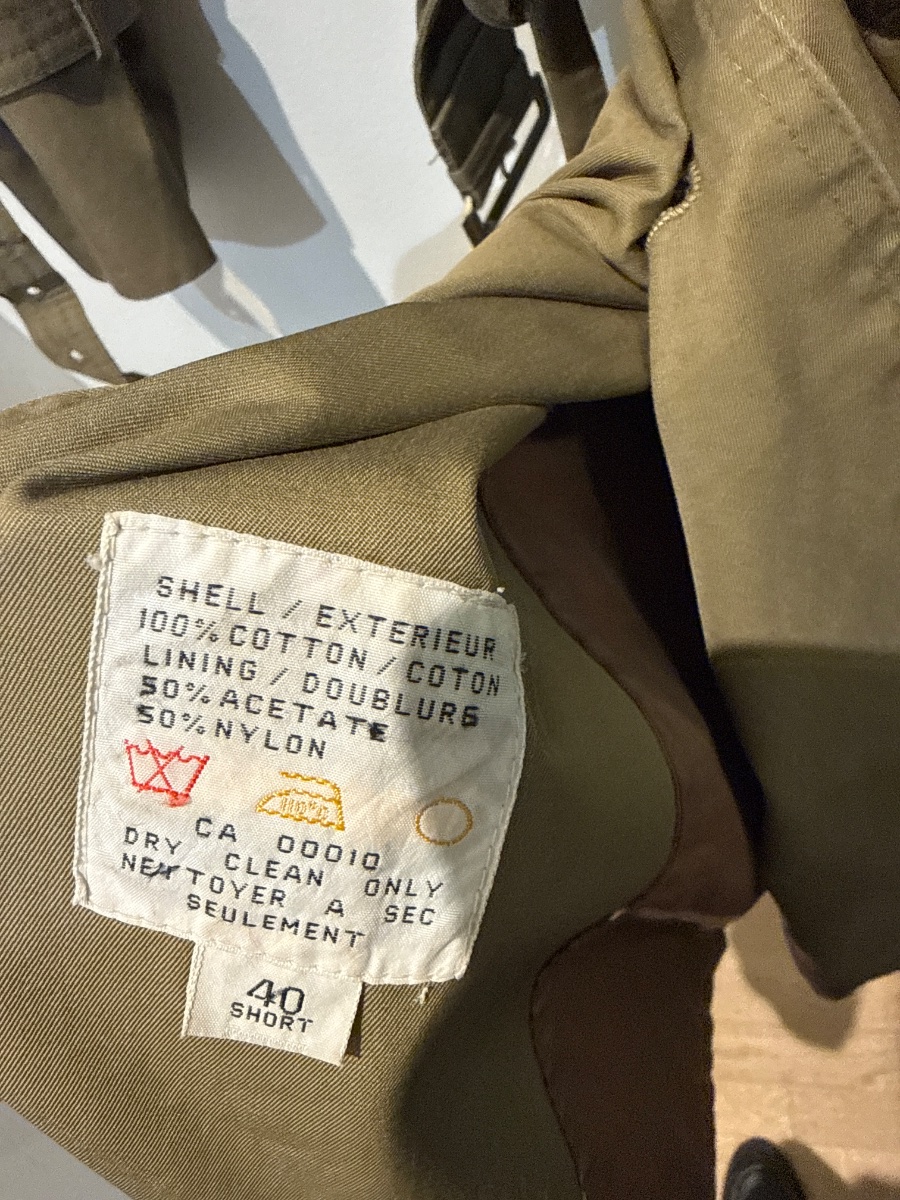 SHELL / EXTERIEUR
100% COTTON / COTON
LINING / DOUBLURE
50% ACETATE
50% NYLON
110°C
CA 00010
DRY CLEAN ONLY
NETTOYER A SEC
SEULEMENT
40
SHORT